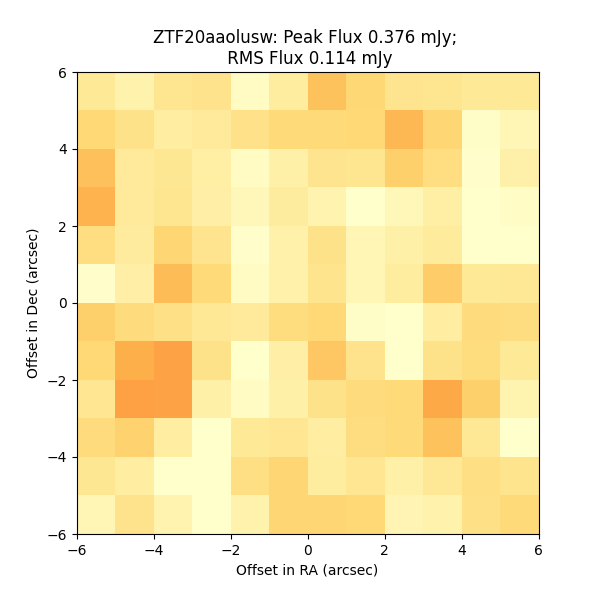 ZTF20aaolusw: Peak Flux 0.376 mJy;
RMS Flux 0.114 mJy
6
4
2
0
−2
−4
−6
Offset in Dec (arcsec)
−6 −4 −2 0 2 4 6
Offset in RA (arcsec)